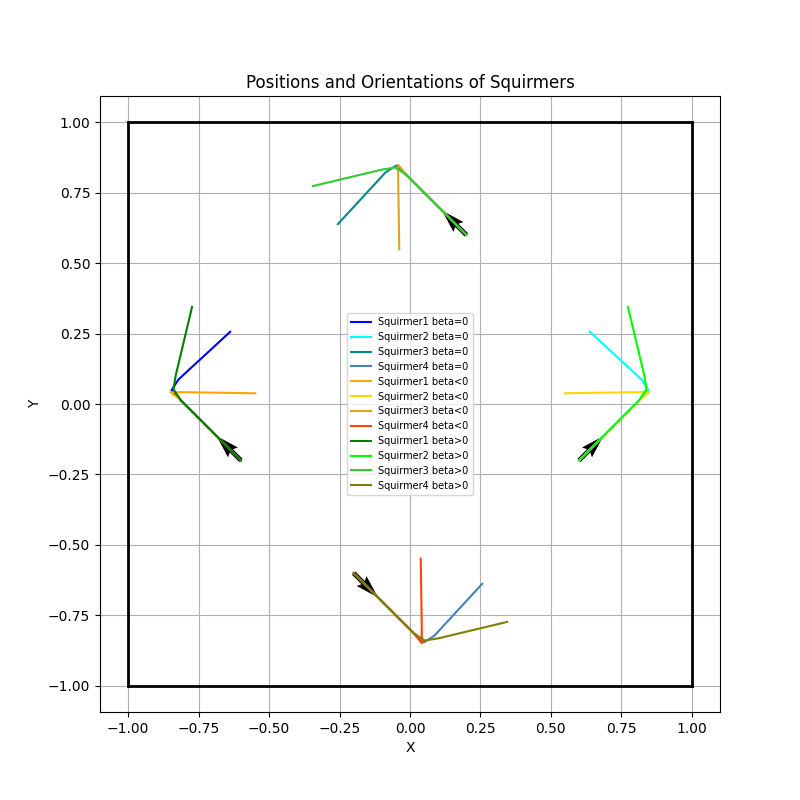 Positions and Orientations of Squirmers
1.00
0.75
0.50
0.25
0.00
−0.25
−0.50
−0.75
−1.00
Y
Squirmer1 beta=0
Squirmer2 beta=0
Squirmer3 beta=0
Squirmer4 beta=0
Squirmer1 beta<0
Squirmer2 beta<0
Squirmer3 beta<0
Squirmer4 beta<0
Squirmer1 beta>0
Squirmer2 beta>0
Squirmer3 beta>0
Squirmer4 beta>0
−1.00 −0.75 −0.50 −0.25 0.00 0.25 0.50 0.75 1.00
X